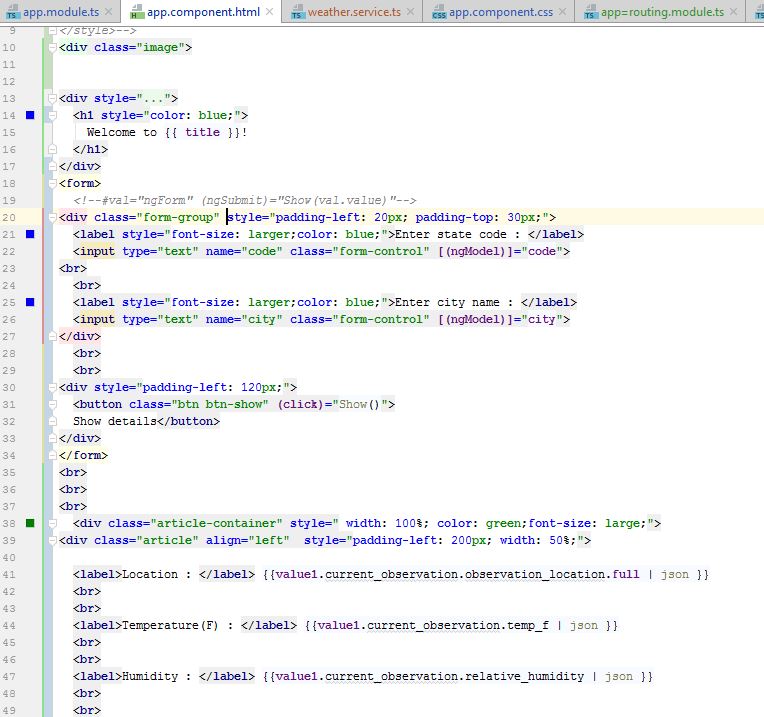 app.module.ts app.component.html weather.service.ts app.component.css app=routing.module.ts
9 </style>-->
10 <div class="image">
11
12
13 <div style="...">
14 <h1 style="color: blue;">
15 Welcome to {{ title }}!
16 </h1>
17 </div>
18 <form>
19 <!--#val="ngForm" (ngSubmit)="Show(val.value)"-->
20 <div class="form-group" style="padding-left: 20px; padding-top: 30px;">
21 <label style="font-size: larger;color: blue;">Enter state code : </label>
22 <input type="text" name="code" class="form-control" [(ngModel)]="code">
23 <br>
24 <br>
25 <label style="font-size: larger;color: blue;">Enter city name : </label>
26 <input type="text" name="city" class="form-control" [(ngModel)]="city">
27 </div>
28 <br>
29 <br>
30 <div style="padding-left: 120px;">
31 <button class="btn btn-show" (click)="Show()">
32 Show details</button>
33 </div>
34 </form>
35 <br>
36 <br>
37 <br>
38 <div class="article-container" style=" width: 100%; color: green;font-size: large;">
39 <div class="article" align="left"  style="padding-left: 200px; width: 50%;">
40
41 <label>Location : </label> {{value1.current_observation.observation_location.full | json }}
42 <br>
43 <br>
44 <label>Temperature(F) : </label> {{value1.current_observation.temp_f | json }}
45 <br>
46 <br>
47 <label>Humidity : </label> {{value1.current_observation.relative_humidity | json }}
48 <br>
49 <br>